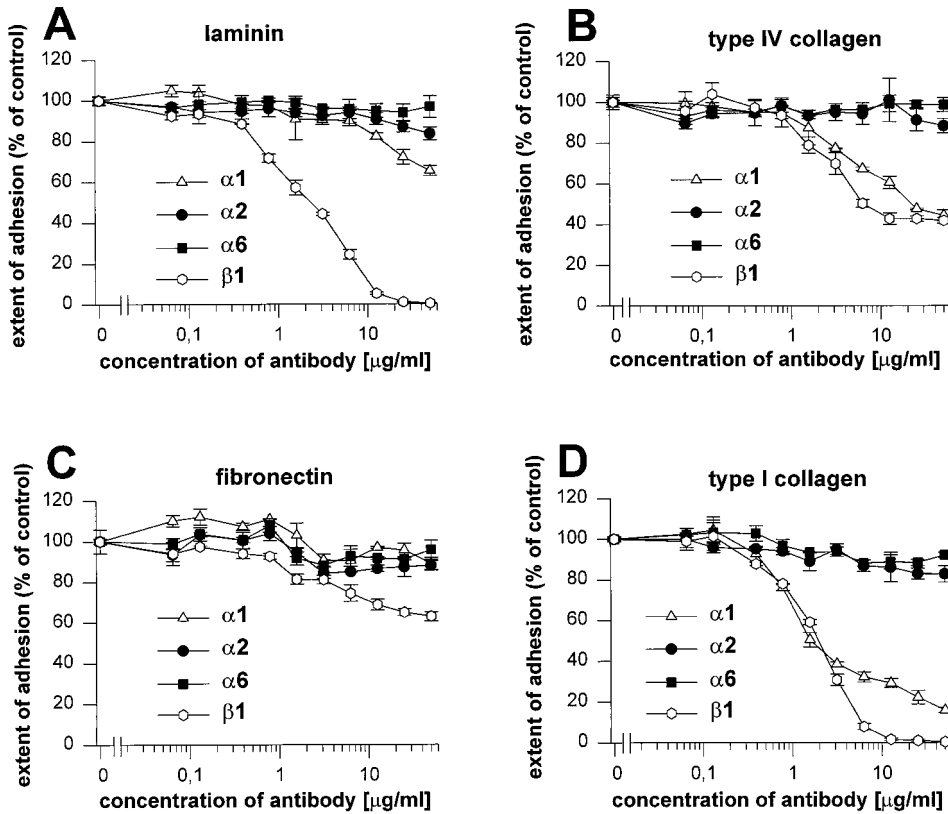 A
laminin
extent of adhesion (% of control)
120
100
80
60
40
20
0
α1
α2
α6
β1
0
0,1
1
10
concentration of antibody [µg/ml]
B
type IV collagen
extent of adhesion (% of control)
120
100
80
60
40
20
0
α1
α2
α6
β1
0
0,1
1
10
concentration of antibody [µg/ml]
C
fibronectin
extent of adhesion (% of control)
120
100
80
60
40
20
0
α1
α2
α6
β1
0
0,1
1
10
concentration of antibody [µg/ml]
D
type I collagen
extent of adhesion (% of control)
120
100
80
60
40
20
0
α1
α2
α6
β1
0
0,1
1
10
concentration of antibody [µg/ml]